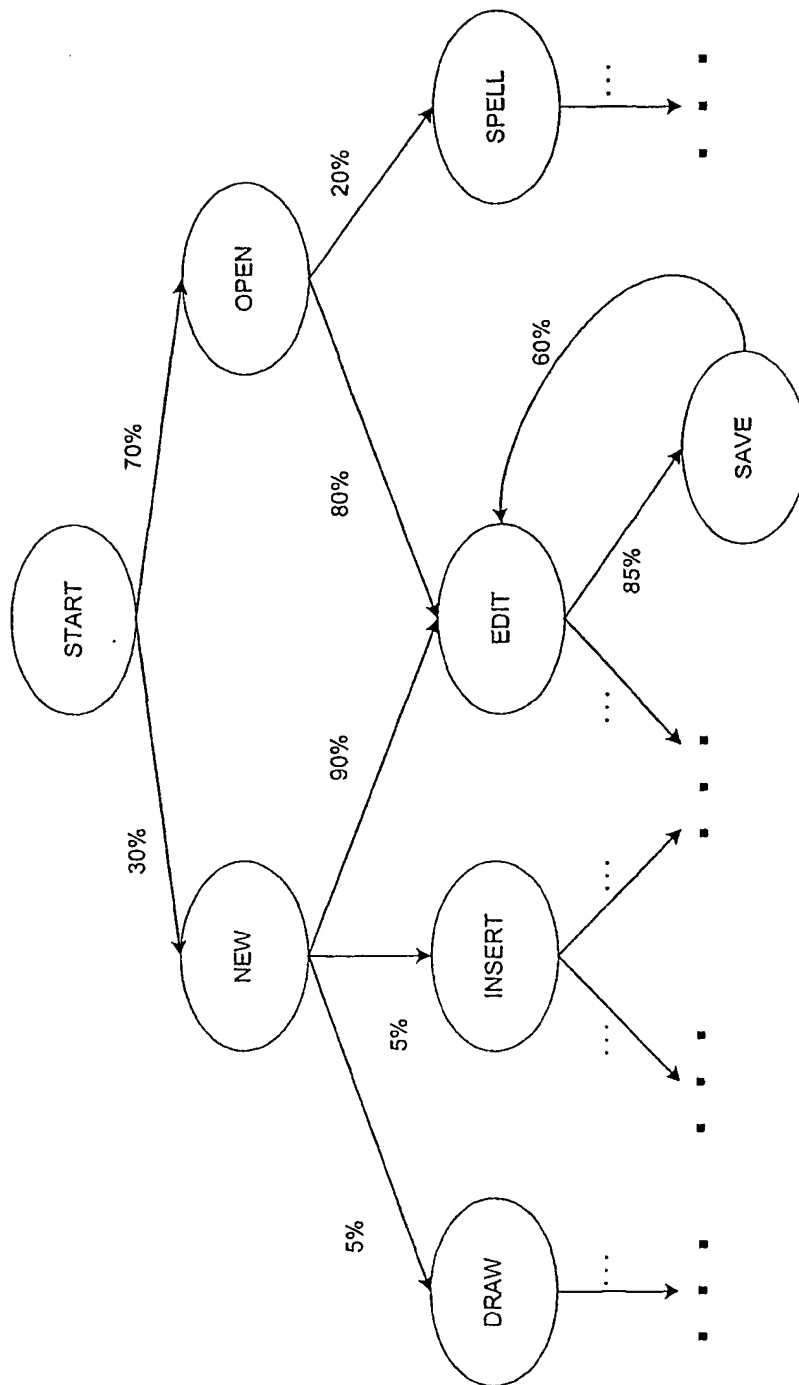 START
30%
70%
NEW
OPEN
5%
5%
90%
80%
20%
DRAW
INSERT
EDIT
SPELL
...
...
...
...
85%
60%
...
SAVE